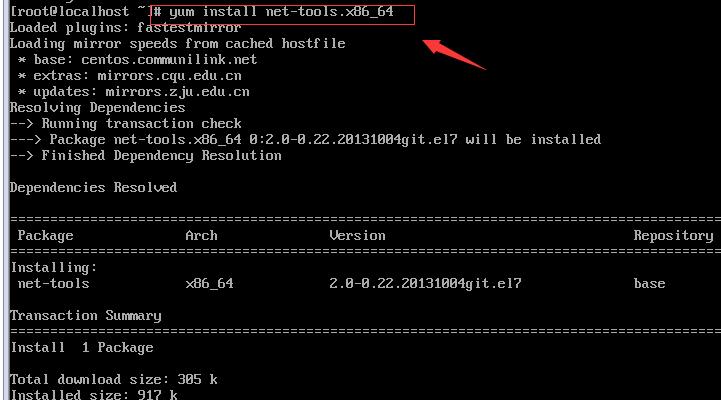 [root@localhost ~]# yum install net-tools.x86_64
Loaded plugins: fastestmirror
Loading mirror speeds from cached hostfile
 * base: centos.communilink.net
 * extras: mirrors.cqu.edu.cn
 * updates: mirrors.zju.edu.cn
Resolving Dependencies
--> Running transaction check
---> Package net-tools.x86_64 0:2.0-0.22.20131004git.el7 will be installed
--> Finished Dependency Resolution
Dependencies Resolved
================================================================================
Package Arch Version Repository
================================================================================
Installing:
net-tools x86_64 2.0-0.22.20131004git.el7 base
Transaction Summary
================================================================================
Install  1 Package
Total download size: 305 k
Installed size: 917 k